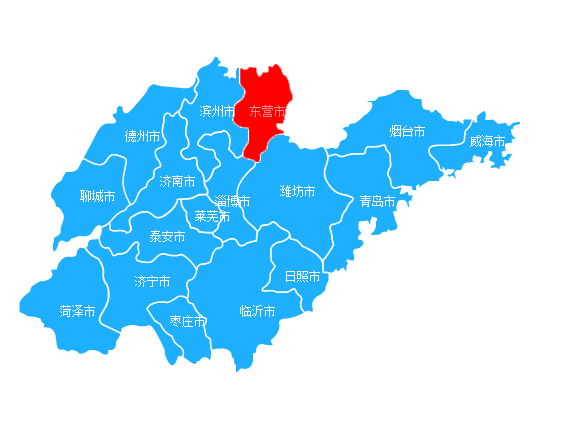 滨州市
东营市
德州市
烟台市
威海市
济南市
聊城市
潍坊市
淄博市
青岛市
莱芜市
泰安市
日照市
济宁市
菏泽市
临沂市
枣庄市